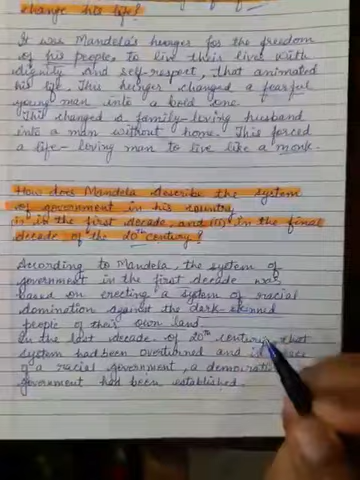 change his life?
It was Mandela's hunger for the freedom
of his people, to live their lives with
dignity and self-respect, that animated
his life. This hunger changed a fearful
young man into a bold one.
This changed a family-loving husband
into a man without home. This forced
a life-loving man to live like a monk.
How does Mandela describe the system
of government in his country
(i) in the first decade, and (ii) in the final
decade of the 20th century?
According to Mandela, the system of
government in the first decade was
based on erecting a system of racial
domination against the dark-skinned
people of their own land.
In the last decade of 20th century that
system had been overturned and in place
of a racial government, a
government had been established.